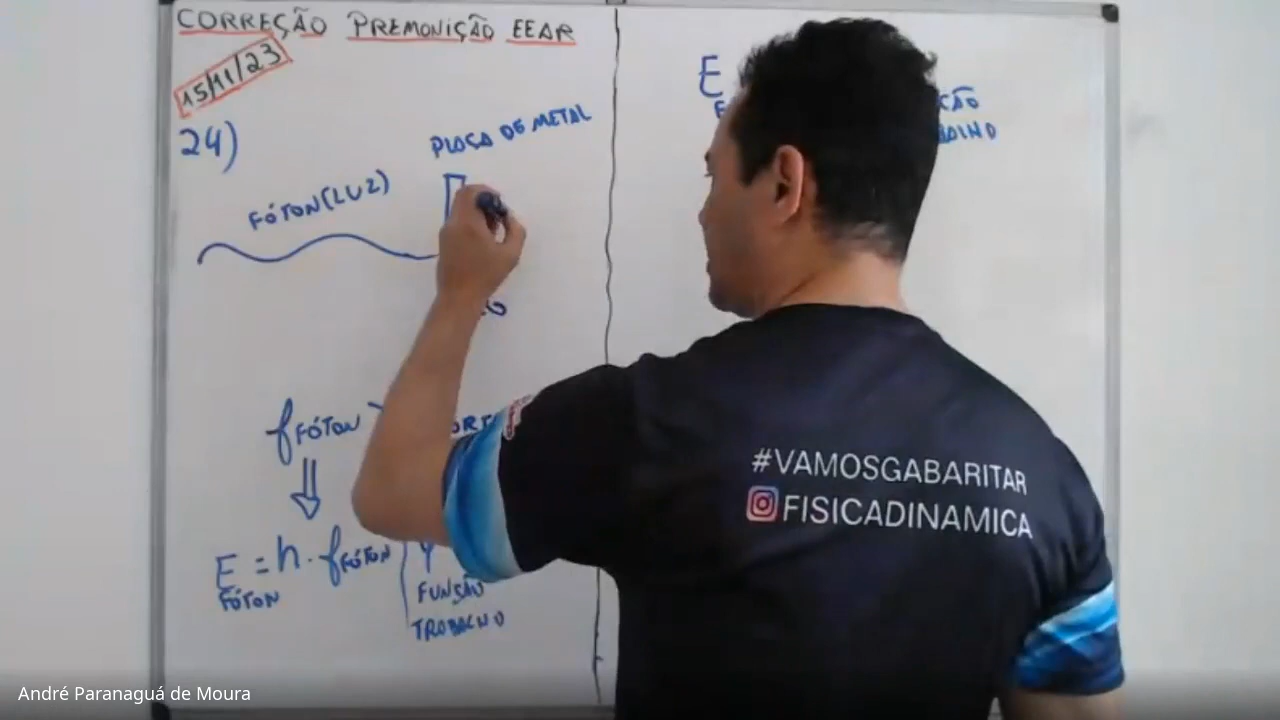 CORREÇÃO PREMONIÇÃO EEAR
15/11/23
24)
PLACA DE METAL
FÓTON (LUZ)
f FÓTON
E FÓTON = h . f FÓTON
FUNÇÃO
TRABALHO
E
#VAMOSGABARITAR
FISICADINAMICA
André Paranaguá de Moura